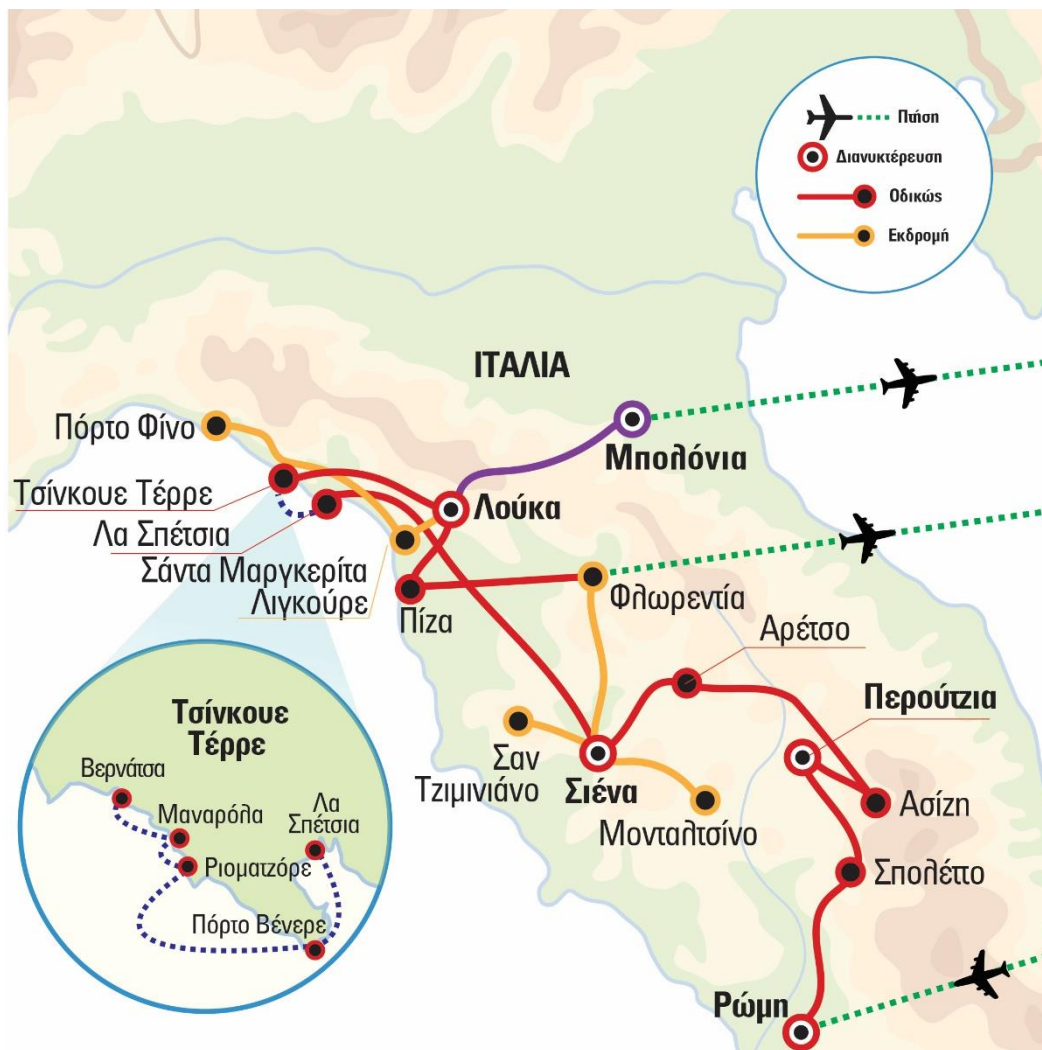 Πτήση
Διανυκτέρευση
Οδικώς
Εκδρομή
ΙΤΑΛΙΑ
Πόρτο Φίνο
Μπολόνια
Τσίνκουε Τέρρε
Λούκα
Λα Σπέτσια
Σάντα Μαργκερίτα
Λιγκούρε
Πίζα
Φλωρεντία
Αρέτσο
Περούτζια
Σαν
Τζιμινιάνο
Σιένα
Μονταλτσίνο
Ασίζη
Σπολέττο
Ρώμη
Τσίνκουε
Τέρρε
Βερνάτσα
Μαναρόλα
Λα
Σπέτσια
Ριοματζόρε
Πόρτο Βένερε